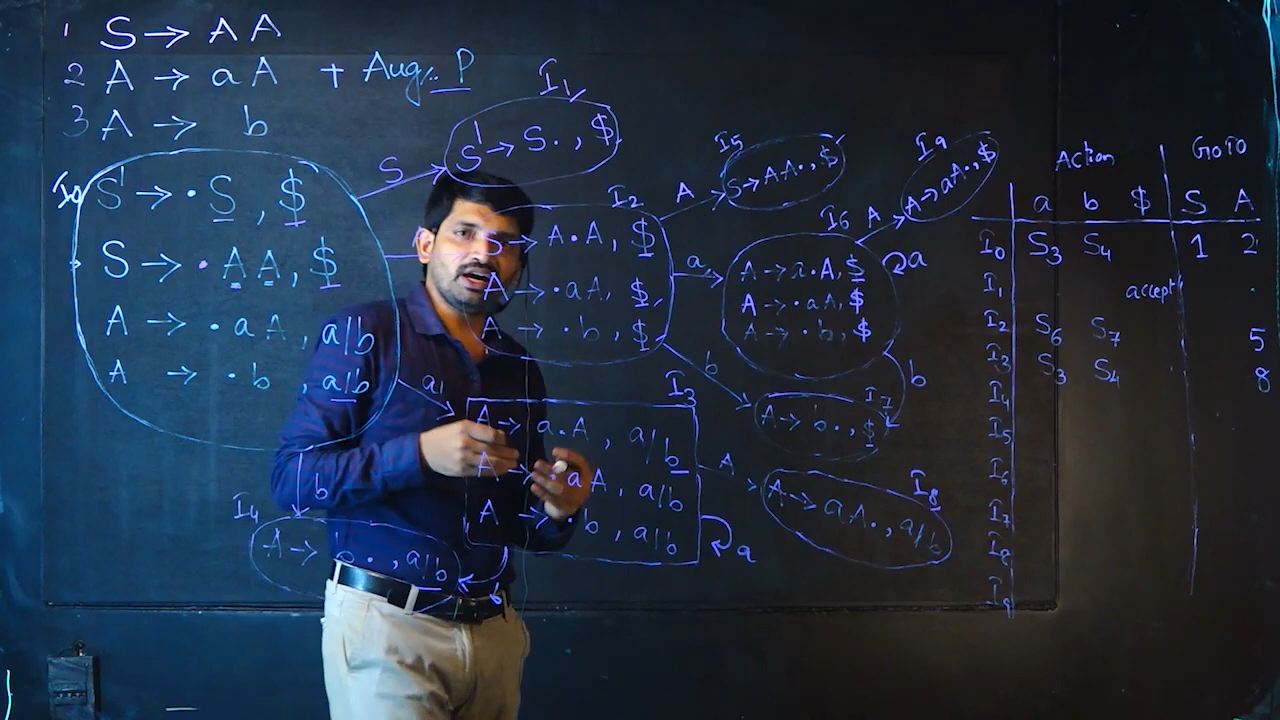 1 S → AA
2 A → aA + Aug. P
3 A → b
I0
S' → .S , $
S → .AA, $
A → .aA, a|b
A → .b , a|b
S
I1
S' → S. , $
I2
S → A.A, $
A → .aA, $
A → .b, $
a
I3
A → a.A, a|b
A → .aA, a|b
A → .b, a|b
a
b
I4
A → b., a|b
b
A
I5
S → AA., $
a
I6
A → a.A, $
A → .aA, $
A → .b, $
a
A
I9
A → aA., $
b
b
I7
A → b., $
A
I8
A → aA., a|b
Action GOTO
a b $ S A
I0 S3 S4 1 2
I1 accept
I2 S6 S7 5
I3 S3 S4 8
I4
I5
I6
I7
I8
I9